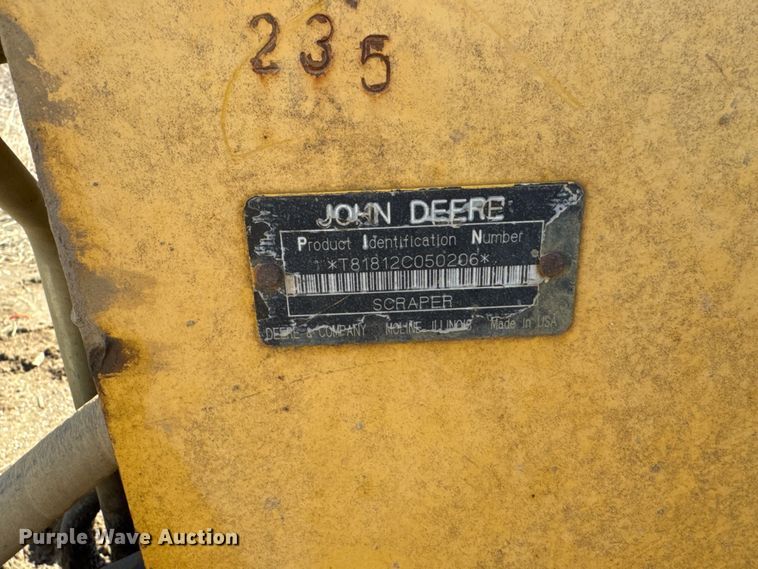 235
JOHN DEERE
Product Identification Number
*T81812C050206*
SCRAPER
DEERE & COMPANY MOLINE, ILLINOIS Made in USA
Purple Wave Auction